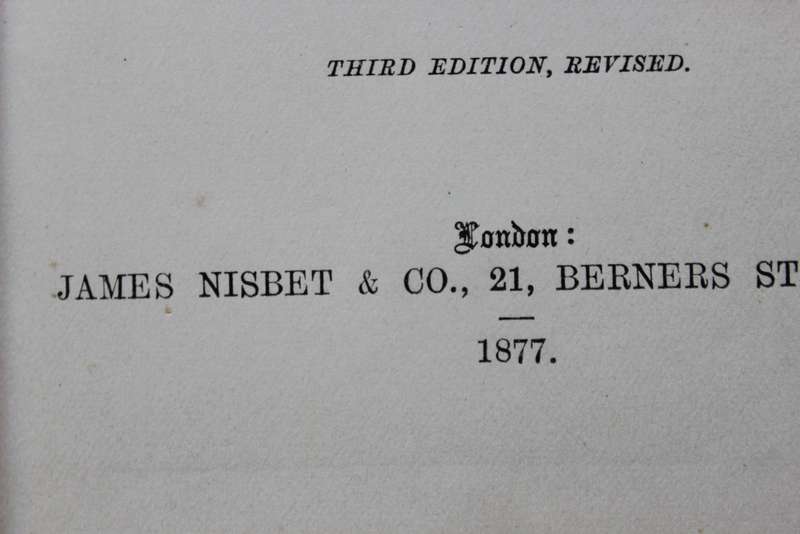 THIRD EDITION, REVISED.
London:
JAMES NISBET & CO., 21, BERNERS ST
1877.